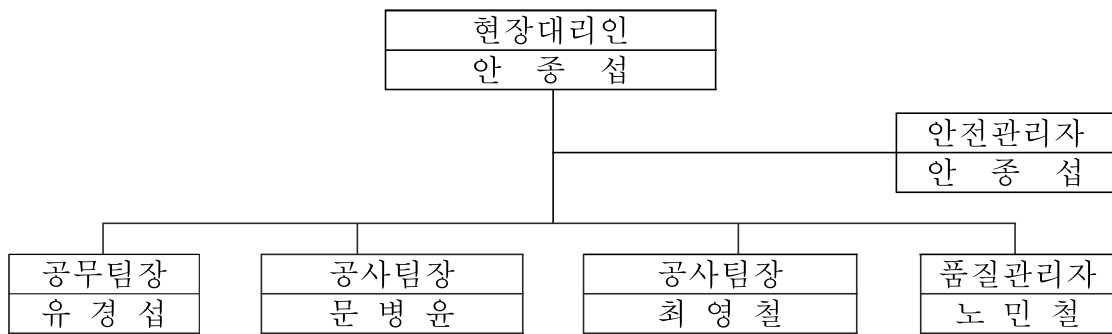 현장대리인
안 종 섭
안전관리자
안 종 섭
공무팀장
유 경 섭
공사팀장
문 병 윤
공사팀장
최 영 철
품질관리자
노 민 철